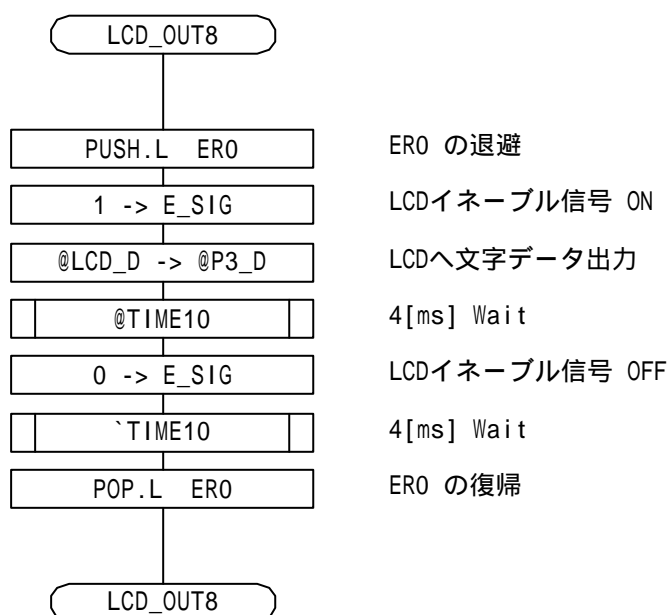 LCD_OUT8
PUSH.L ER0 ER0 の退避
1 -> E_SIG LCDイネーブル信号 ON
@LCD_D -> @P3_D LCDへ文字データ出力
@TIME10 4[ms] Wait
0 -> E_SIG LCDイネーブル信号 OFF
`TIME10 4[ms] Wait
POP.L ER0 ER0 の復帰
LCD_OUT8